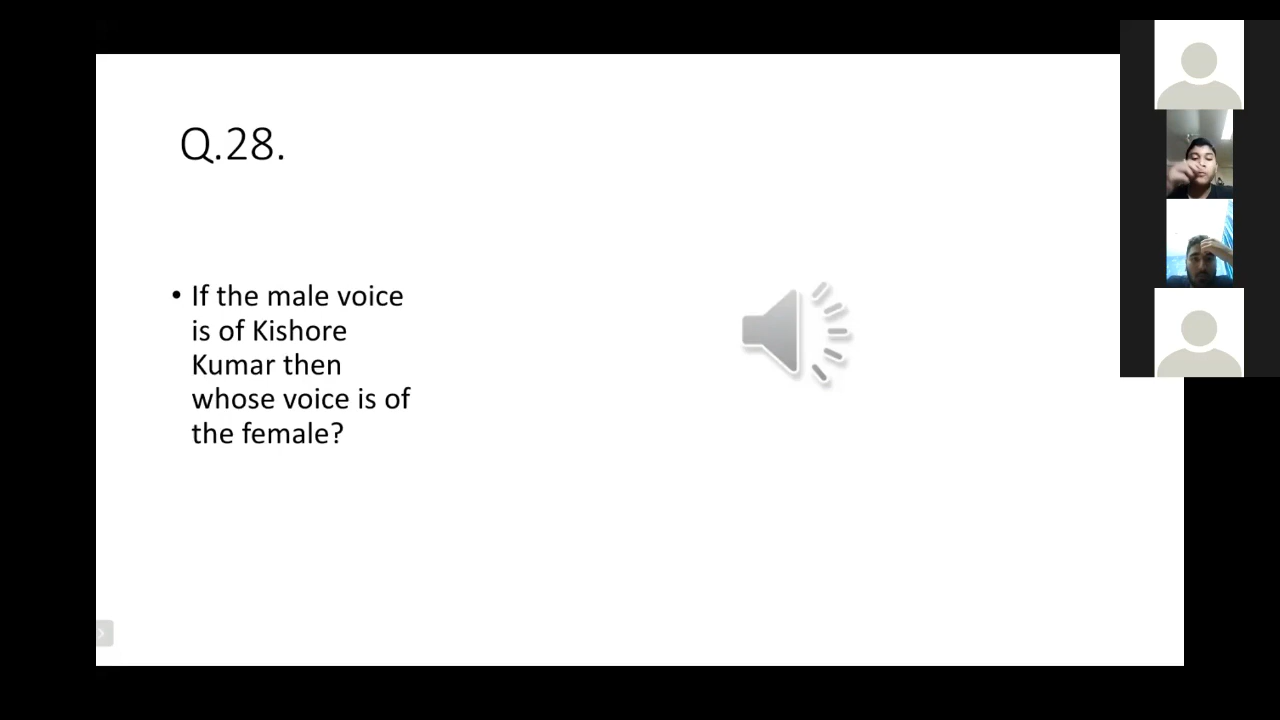 Q.28.
• If the male voice
is of Kishore
Kumar then
whose voice is of
the female?